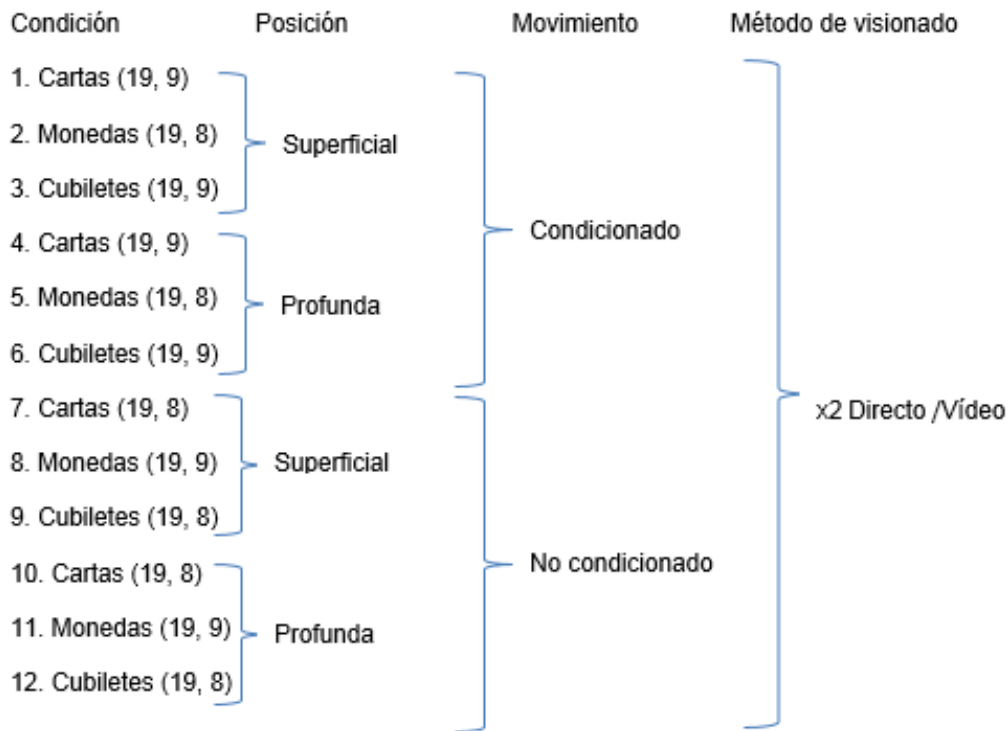 Condición Posición Movimiento Método de visionado
1. Cartas (19, 9)
2. Monedas (19, 8)
Superficial
3. Cubiletes (19, 9)
Condicionado
4. Cartas (19, 9)
5. Monedas (19, 8)
Profunda
6. Cubiletes (19, 9)
7. Cartas (19, 8)
x2 Directo /Vídeo
8. Monedas (19, 9)
Superficial
9. Cubiletes (19, 8)
No condicionado
10. Cartas (19, 8)
11. Monedas (19, 9)
Profunda
12. Cubiletes (19, 8)